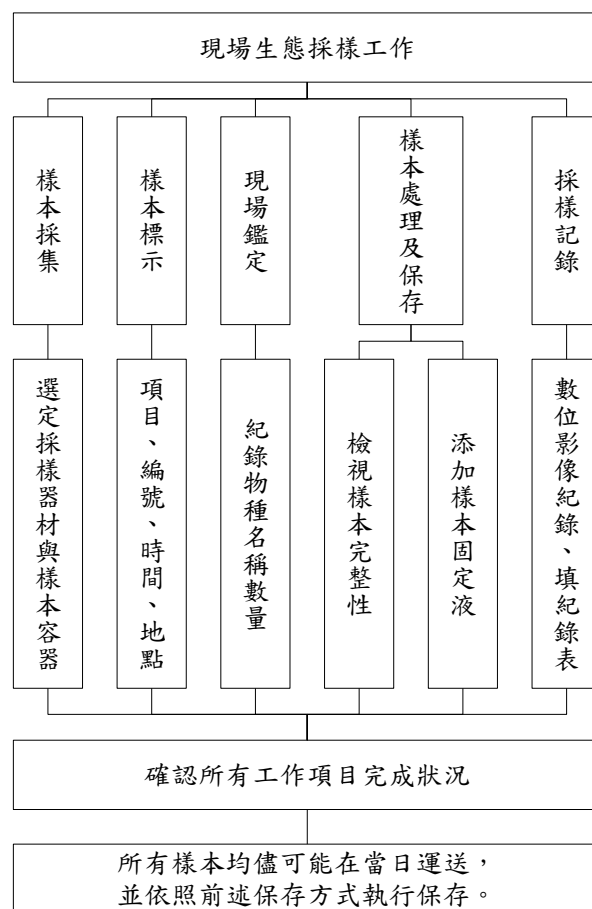 現場生態採樣工作
樣本採集
樣本標示
現場鑑定
樣本處理及保存
採樣記錄
選定採樣器材與樣本容器
項目、編號、時間、地點
紀錄物種名稱數量
檢視樣本完整性
添加樣本固定液
數位影像紀錄、填紀錄表
確認所有工作項目完成狀況
所有樣本均儘可能在當日運送，
並依照前述保存方式執行保存。